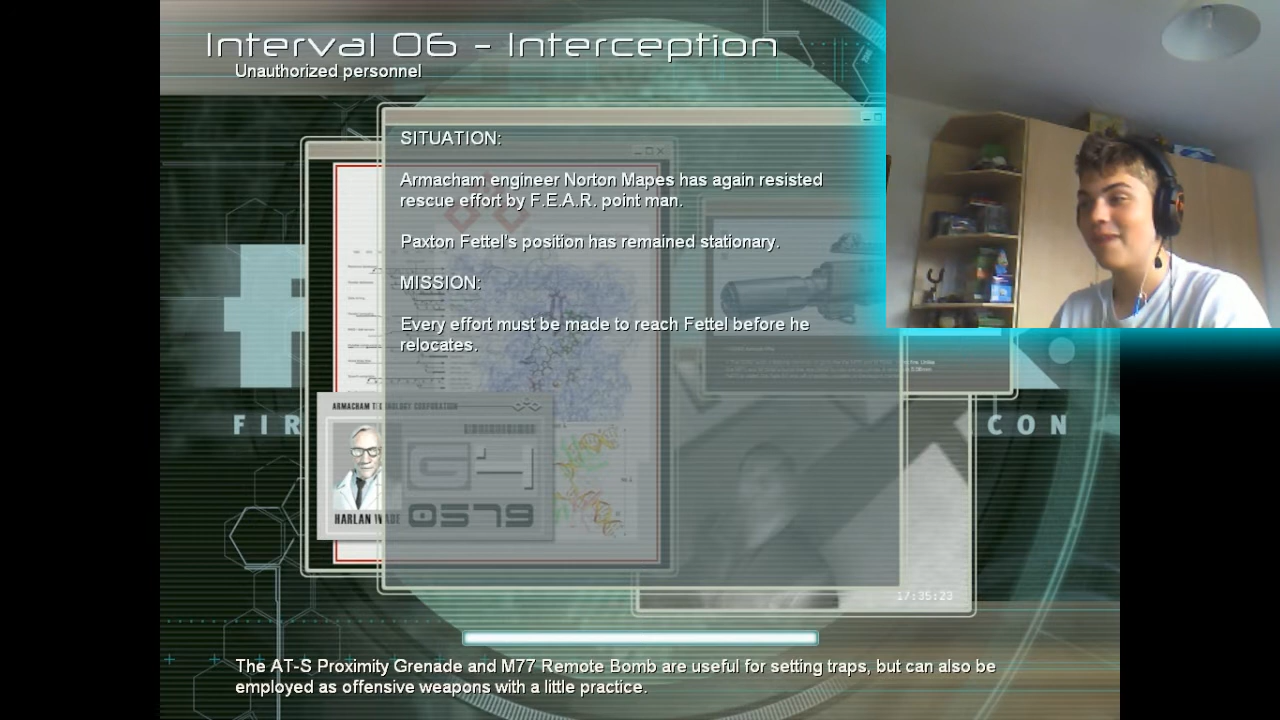 Interval 06 - Interception
Unauthorized personnel
SITUATION:
Armacham engineer Norton Mapes has again resisted
rescue effort by F.E.A.R. point man.
Paxton Fettel's position has remained stationary.
MISSION:
Every effort must be made to reach Fettel before he
relocates.
FIR
CON
ARMACHAM TECHNOLOGY CORPORATION
G4
HARLAN WADE
0579
17:35:23
The AT-S Proximity Grenade and M77 Remote Bomb are useful for setting traps, but can also be
employed as offensive weapons with a little practice.